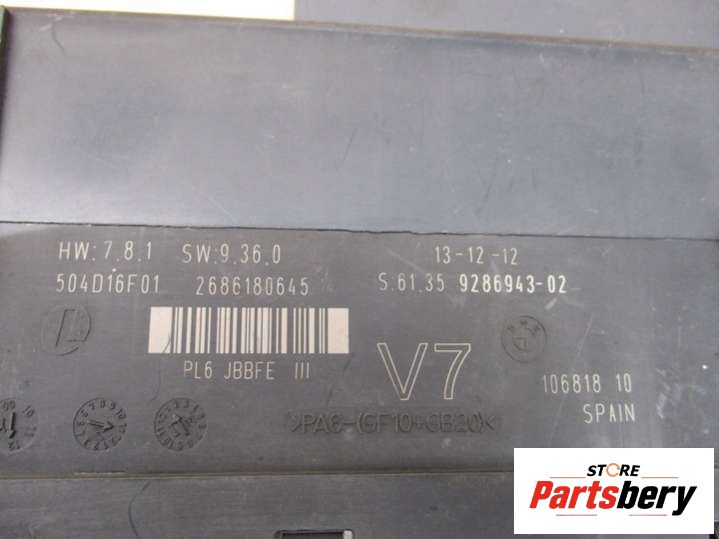 HW:7.8.1 SW:9.36.0 13-12-12
504D16F01 2686180645 S.61.35 9286943-02
PL6 JBBFE III
V7
BMW
106818 10
SPAIN
>PA6-(GF10+GB20)<
STORE
Partsbery